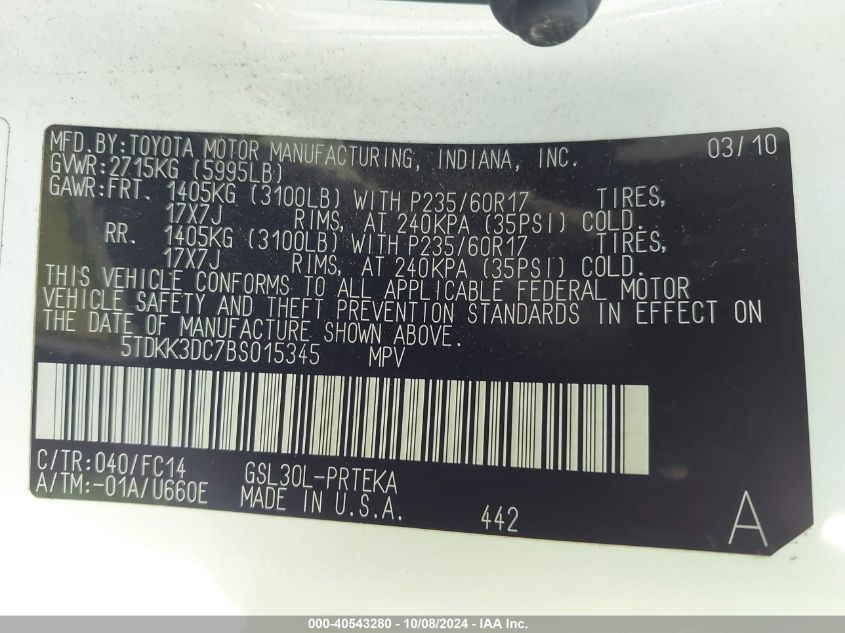 MFD.BY:TOYOTA MOTOR MANUFACTURING, INDIANA, INC. 03/10
GVWR:2715KG (5995LB)
GAWR:FRT. 1405KG (3100LB) WITH P235/60R17 TIRES,
17X7J RIMS, AT 240KPA (35PSI) COLD.
RR. 1405KG (3100LB) WITH P235/60R17 TIRES,
17X7J RIMS, AT 240KPA (35PSI) COLD.
THIS VEHICLE CONFORMS TO ALL APPLICABLE FEDERAL MOTOR
VEHICLE SAFETY AND THEFT PREVENTION STANDARDS IN EFFECT ON
THE DATE OF MANUFACTURE SHOWN ABOVE.
5TDKK3DC7BS015345 MPV
C/TR:040/FC14 GSL30L-PRTEKA
A/TM:-01A/U660E MADE IN U.S.A. 442 A
000-40543280 - 10/08/2024 - IAA Inc.